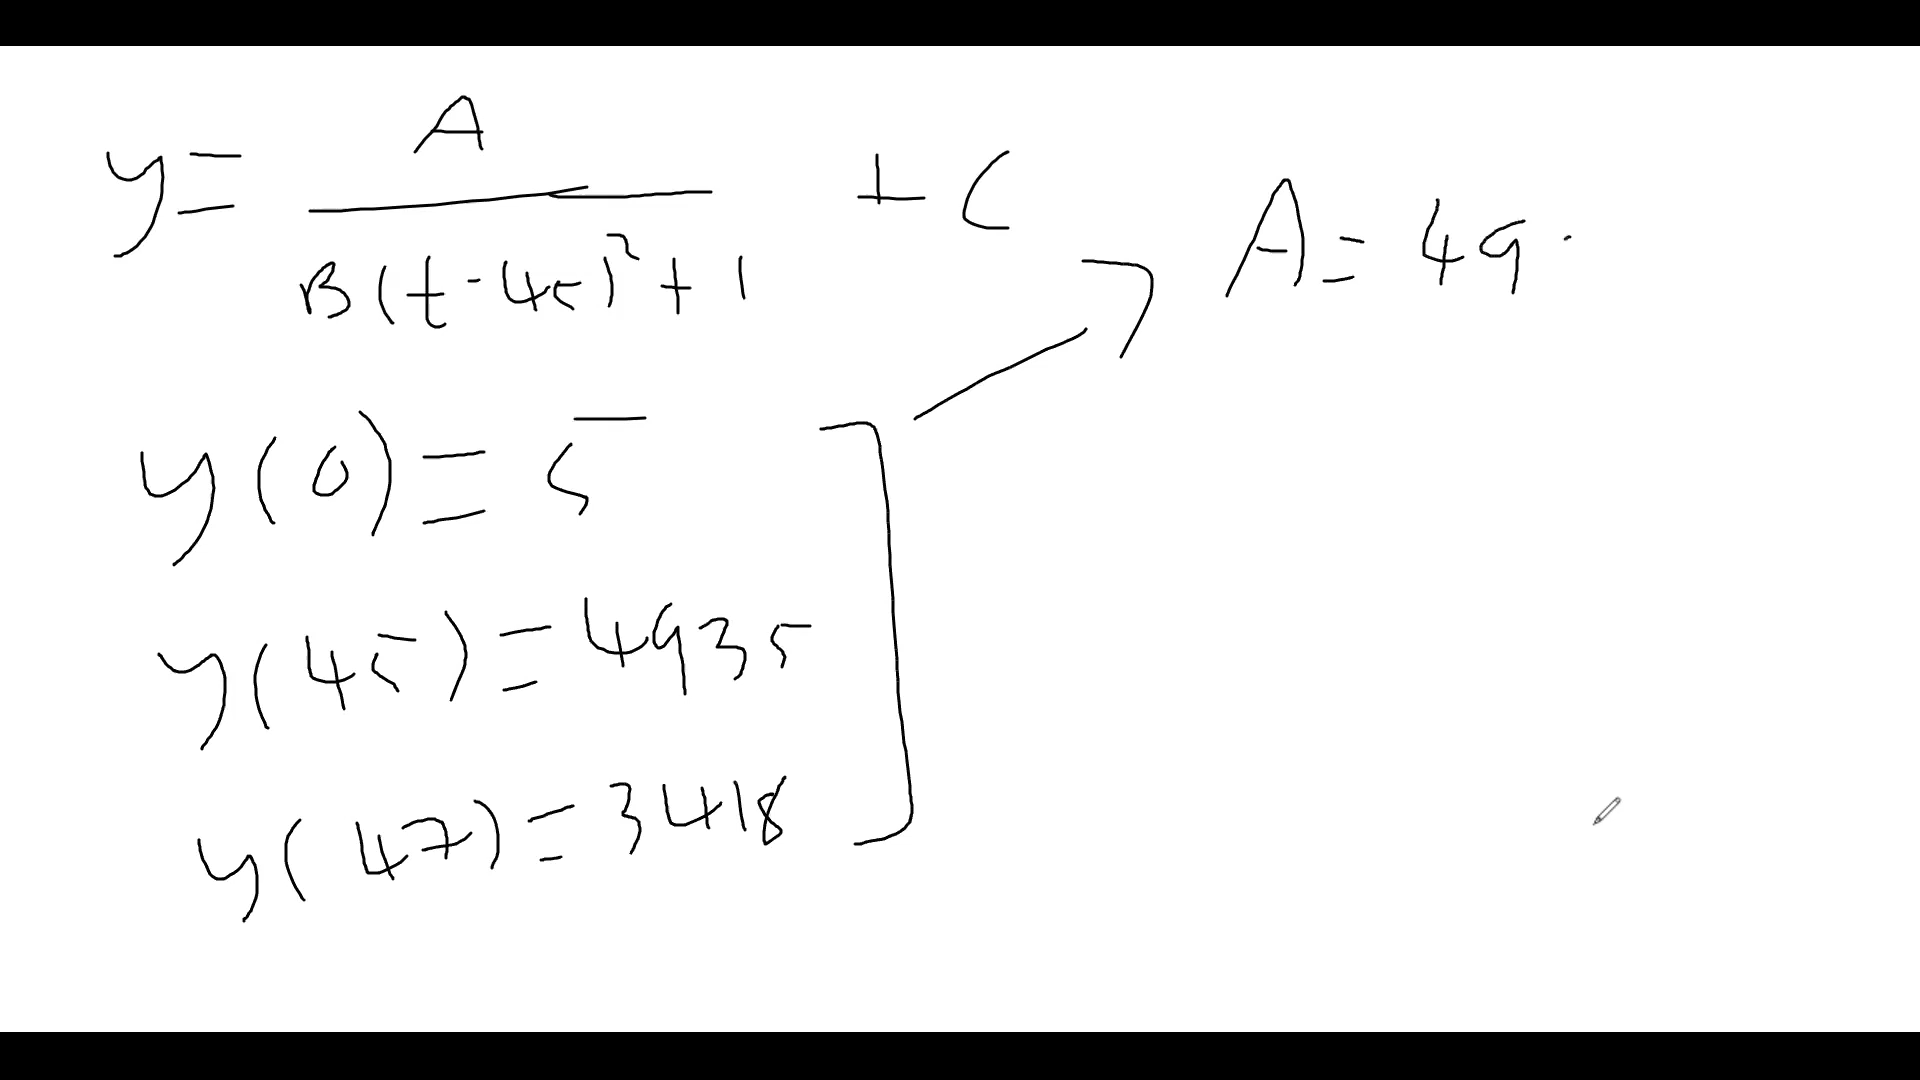 y = A / (B(t-45)² + 1) + C
A = 49.
y(0) = 5
y(45) = 4935
y(47) = 3418